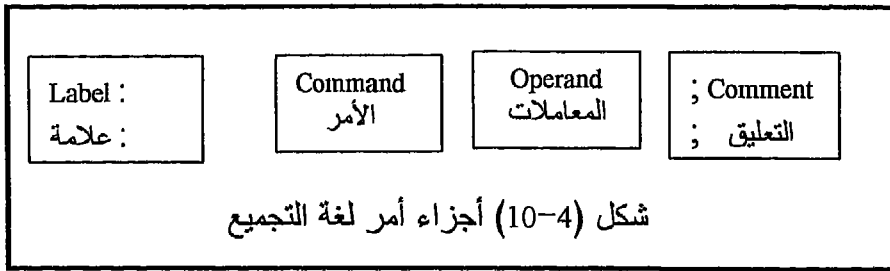 Label :
علامة :
Command
الأمر
Operand
المعاملات
; Comment
; التعليق
شكل (4-10) أجزاء أمر لغة التجميع